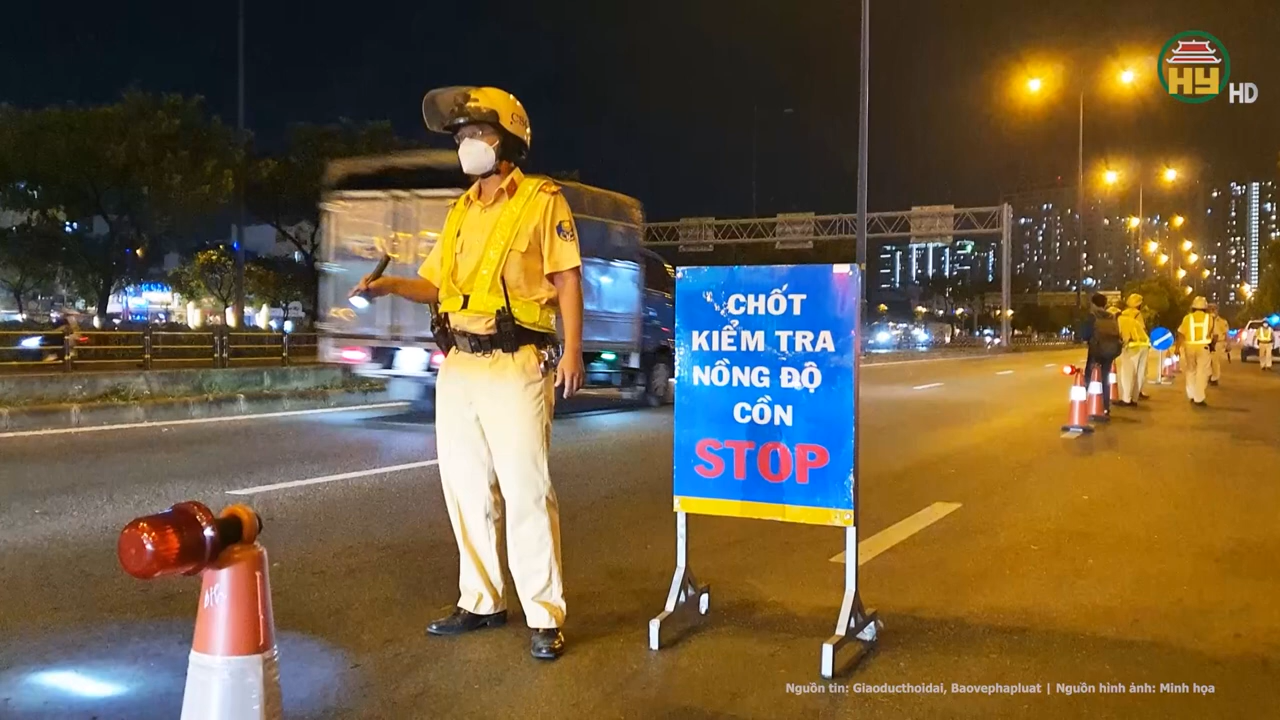 HY
HD
CHỐT
KIỂM TRA
NỒNG ĐỘ
CỒN
STOP
Nguồn tin: Giaoducthoidai, Baovephapluat | Nguồn hình ảnh: Minh họa